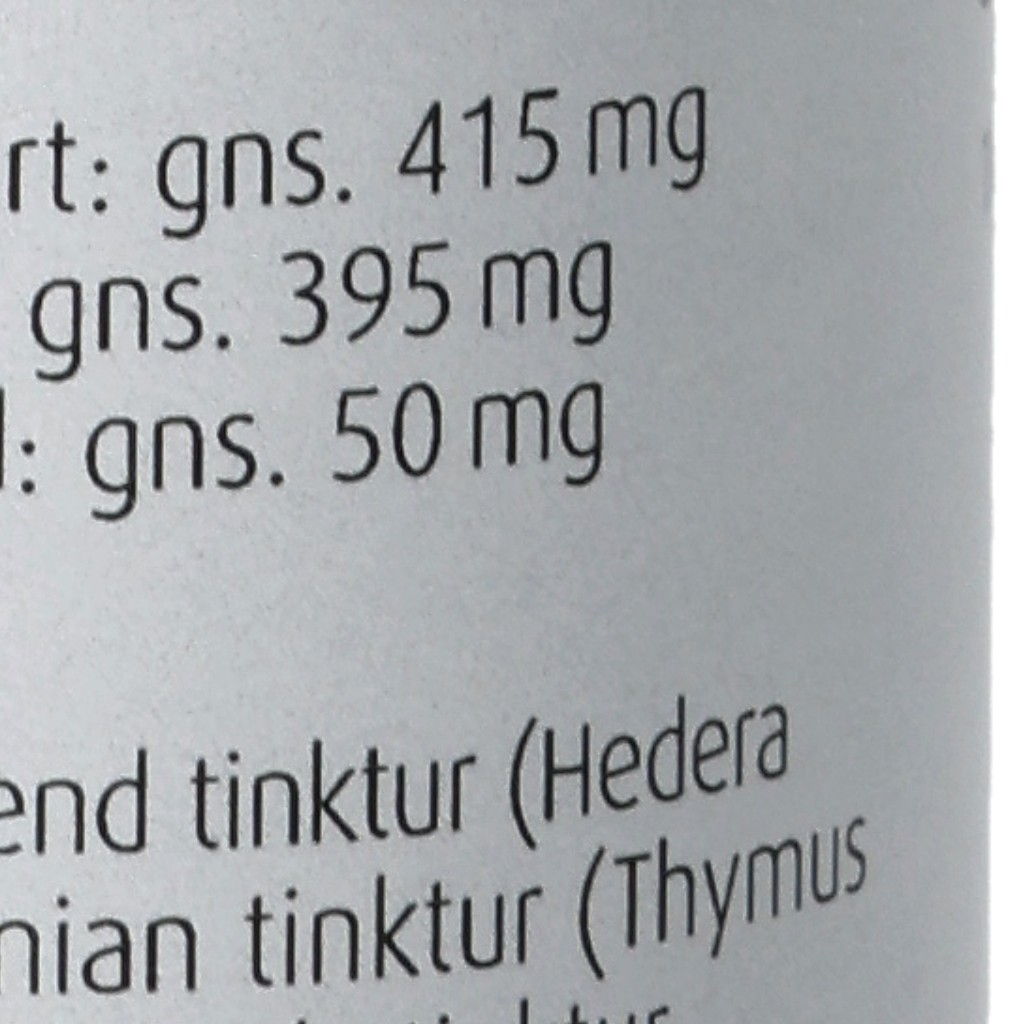 rt: gns. 415 mg
gns. 395 mg
: gns. 50 mg
end tinktur (Hedera
nian tinktur (Thymus